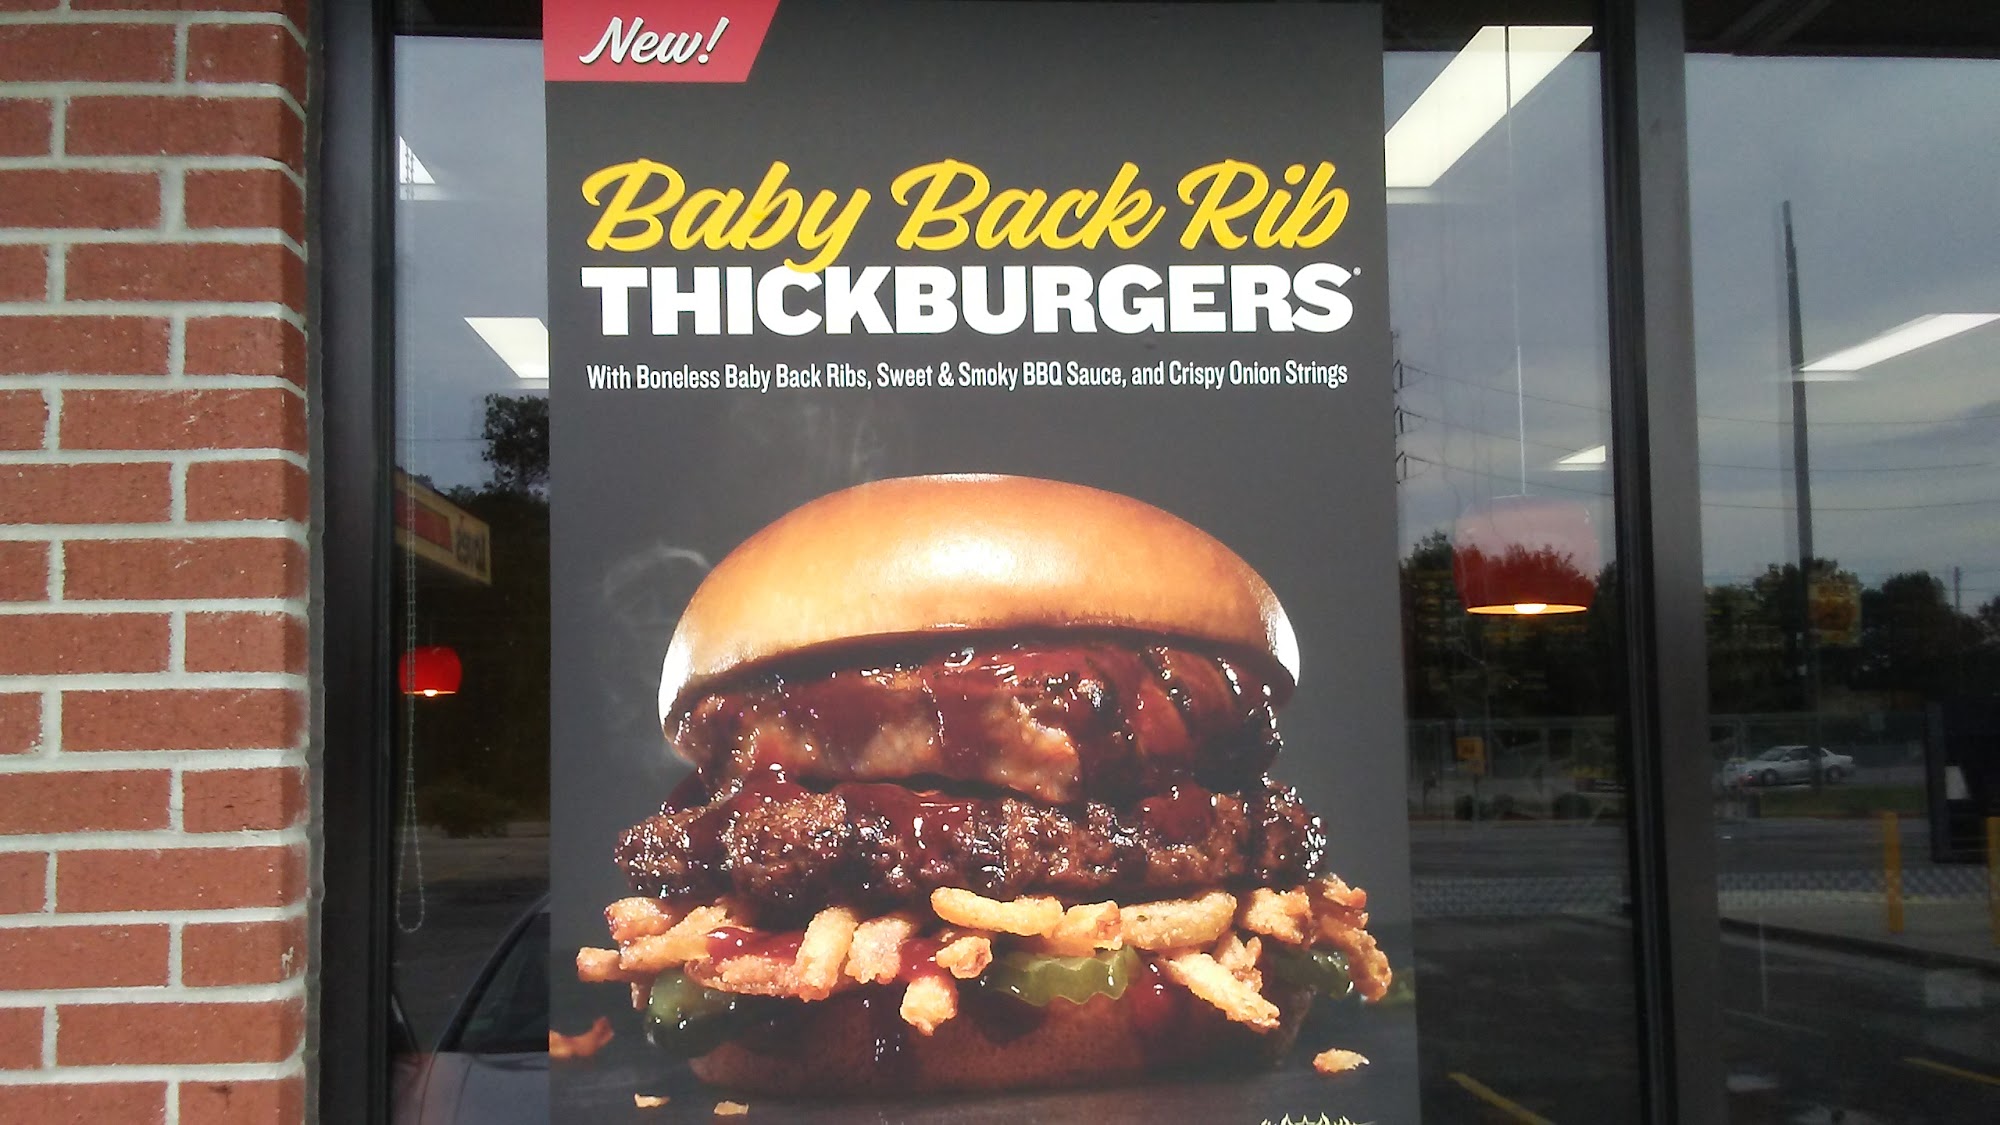 New!
Baby Back Rib
THICKBURGERS®
With Boneless Baby Back Ribs, Sweet & Smoky BBQ Sauce, and Crispy Onion Strings